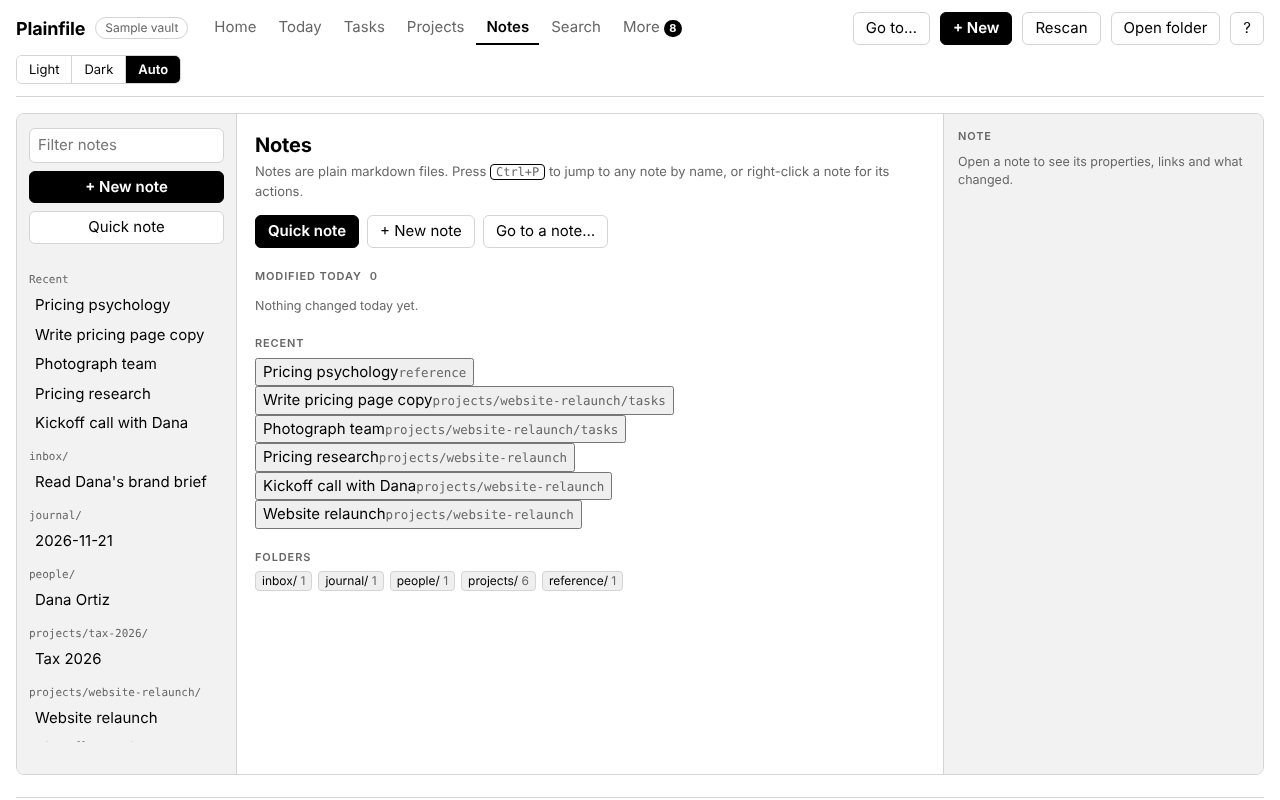 Plainfile Sample vault Home Today Tasks Projects Notes Search More 8 Go to... + New Rescan Open folder ?
Light Dark Auto
Filter notes
+ New note
Quick note
Recent
Pricing psychology
Write pricing page copy
Photograph team
Pricing research
Kickoff call with Dana
inbox/
Read Dana's brand brief
journal/
2026-11-21
people/
Dana Ortiz
projects/tax-2026/
Tax 2026
projects/website-relaunch/
Website relaunch
Notes
Notes are plain markdown files. Press Ctrl+P to jump to any note by name, or right-click a note for its
actions.
Quick note + New note Go to a note...
MODIFIED TODAY 0
Nothing changed today yet.
RECENT
Pricing psychology reference
Write pricing page copy projects/website-relaunch/tasks
Photograph team projects/website-relaunch/tasks
Pricing research projects/website-relaunch
Kickoff call with Dana projects/website-relaunch
Website relaunch projects/website-relaunch
FOLDERS
inbox/ 1 journal/ 1 people/ 1 projects/ 6 reference/ 1
NOTE
Open a note to see its properties, links and what
changed.